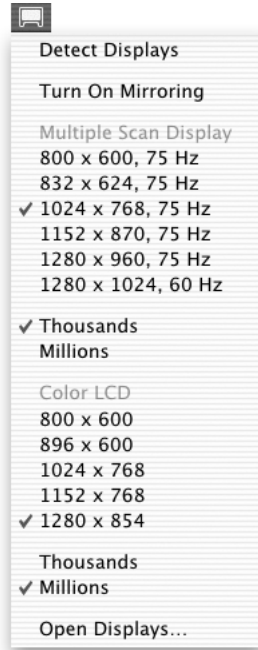 Detect Displays
Turn On Mirroring
Multiple Scan Display
800 x 600, 75 Hz
832 x 624, 75 Hz
✓ 1024 x 768, 75 Hz
1152 x 870, 75 Hz
1280 x 960, 75 Hz
1280 x 1024, 60 Hz
✓ Thousands
Millions
Color LCD
800 x 600
896 x 600
1024 x 768
1152 x 768
✓ 1280 x 854
Thousands
✓ Millions
Open Displays...